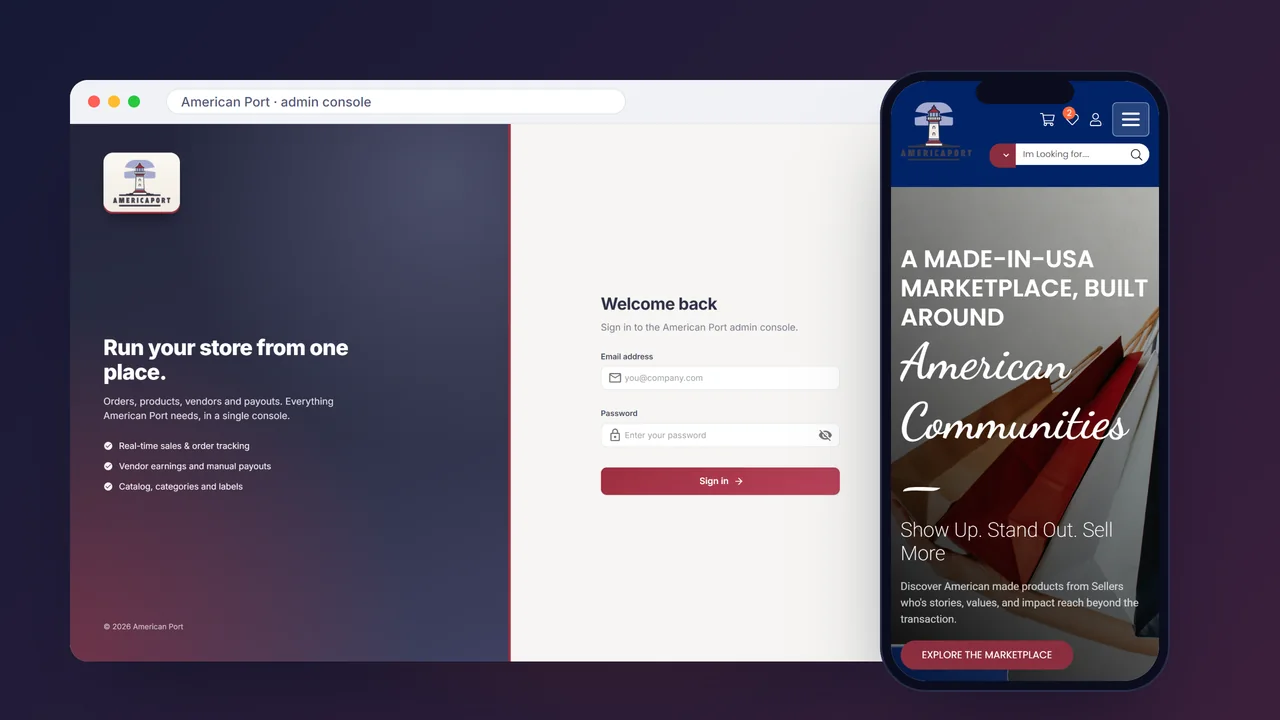 American Port · admin console
AMERICAPORT
Run your store from one
place.
Orders, products, vendors and payouts. Everything
American Port needs, in a single console.
Real-time sales & order tracking
Vendor earnings and manual payouts
Catalog, categories and labels
© 2026 American Port
Welcome back
Sign in to the American Port admin console.
Email address
you@company.com
Password
Enter your password
Sign in
2
AMERICAPORT
Im Looking for...
A MADE-IN-USA
MARKETPLACE, BUILT
AROUND
American
Communities
Show Up. Stand Out. Sell
More
Discover American made products from Sellers
who's stories, values, and impact reach beyond the
transaction.
EXPLORE THE MARKETPLACE